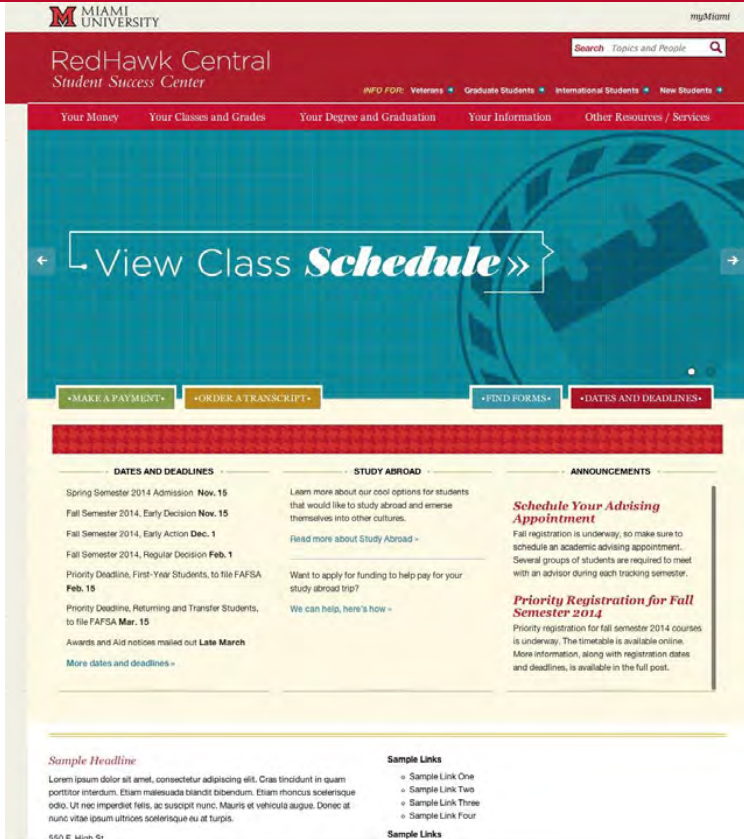 MIAMI
UNIVERSITY
myMiami
RedHawk Central
Student Success Center
Search Topics and People
INFO FOR: Veterans Graduate Students International Students New Students
Your Money Your Classes and Grades Your Degree and Graduation Your Information Other Resources / Services
View Class Schedule »
•MAKE A PAYMENT• •ORDER A TRANSCRIPT• •FIND FORMS• •DATES AND DEADLINES•
DATES AND DEADLINES
Spring Semester 2014 Admission Nov. 15
Fall Semester 2014, Early Decision Nov. 15
Fall Semester 2014, Early Action Dec. 1
Fall Semester 2014, Regular Decision Feb. 1
Priority Deadline, First-Year Students, to file FAFSA
Feb. 15
Priority Deadline, Returning and Transfer Students,
to file FAFSA Mar. 15
Awards and Aid notices mailed out Late March
More dates and deadlines »
STUDY ABROAD
Learn more about our cool options for students
that would like to study abroad and emerse
themselves into other cultures.
Read more about Study Abroad »
Want to apply for funding to help pay for your
study abroad trip?
We can help, here's how »
ANNOUNCEMENTS
Schedule Your Advising
Appointment
Fall registration is underway, so make sure to
schedule an academic advising appointment.
Several groups of students are required to meet
with an advisor during each tracking semester.
Priority Registration for Fall
Semester 2014
Priority registration for fall semester 2014 courses
is underway. The timetable is available online.
More information, along with registration dates
and deadlines, is available in the full post.
Sample Headline
Lorem ipsum dolor sit amet, consectetur adipiscing elit. Cras tincidunt in quam
porttitor interdum. Etiam malesuada blandit bibendum. Etiam rhoncus scelerisque
odio. Ut nec imperdiet felis, ac suscipit nunc. Mauris et vehicula augue. Donec at
nunc vitae ipsum ultrices scelerisque eu at turpis.
550 E. High St.
Sample Links
Sample Link One
Sample Link Two
Sample Link Three
Sample Link Four
Sample Links